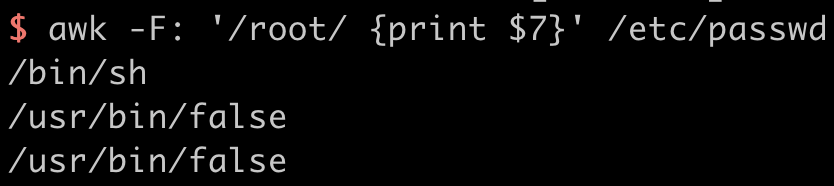 $ awk -F: '/root/ {print $7}' /etc/passwd
/bin/sh
/usr/bin/false
/usr/bin/false